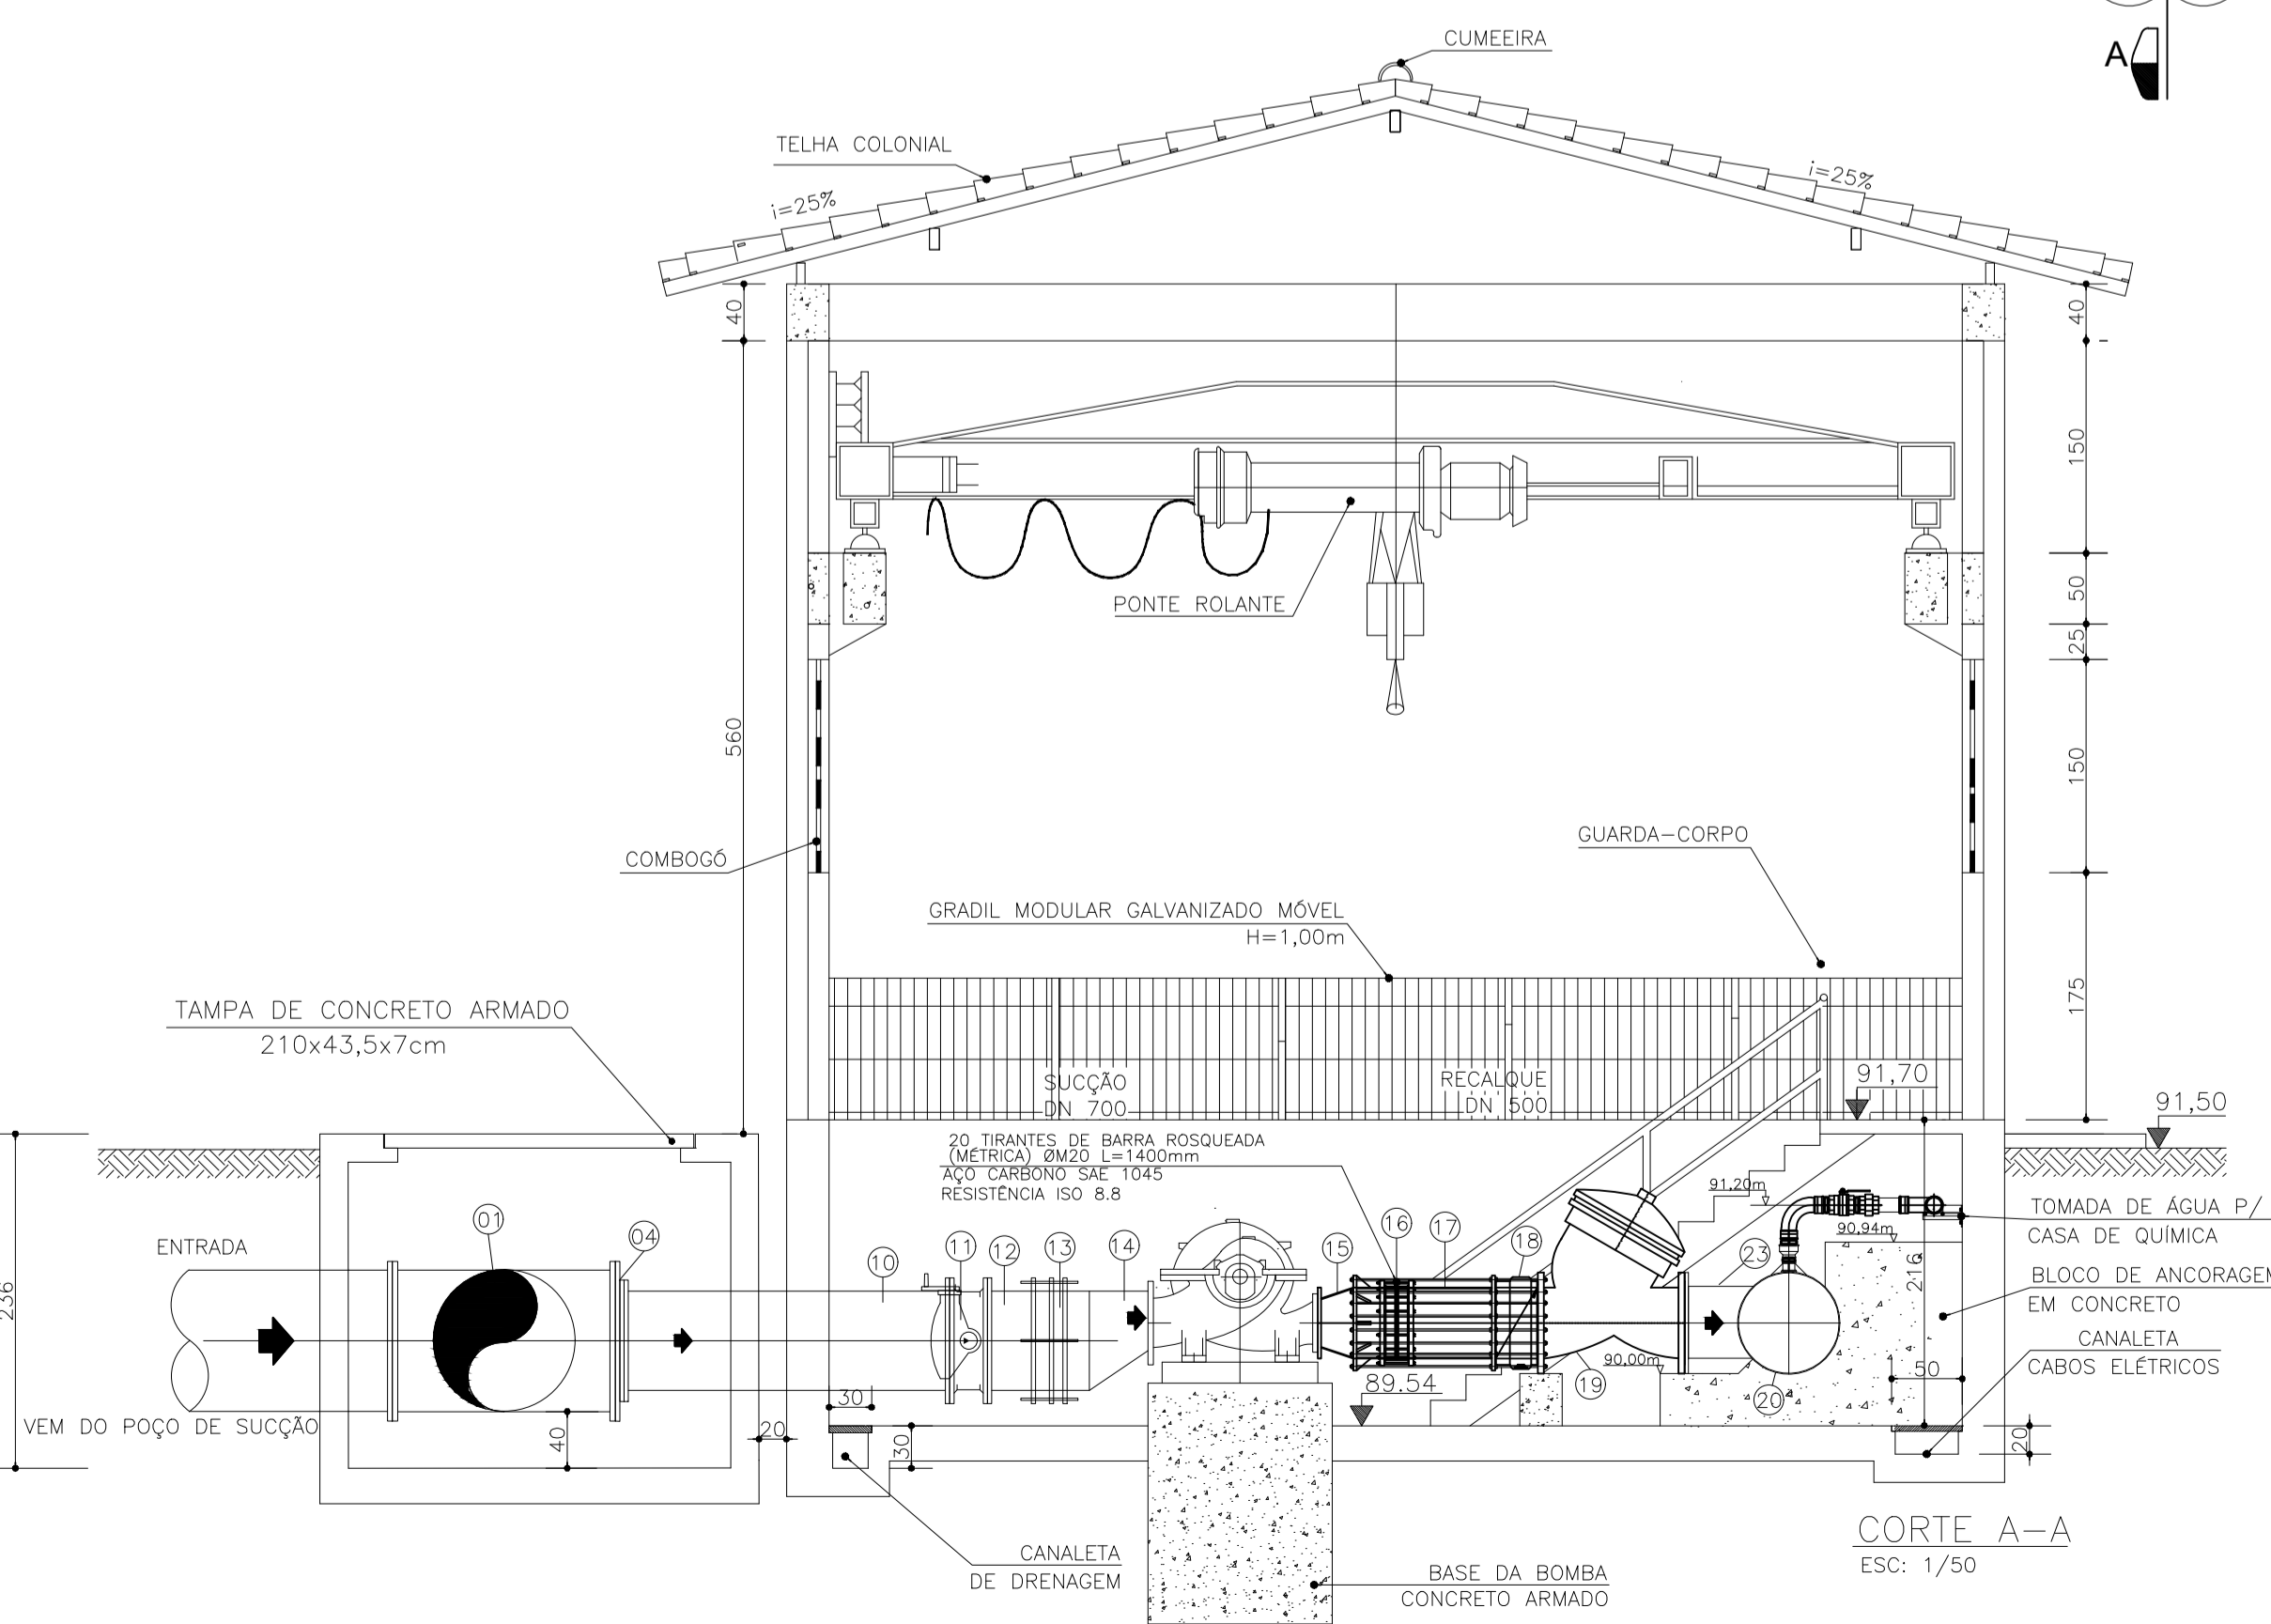 CUMEEIRA
A
TELHA COLONIAL
i=25%
i=25%
40
40
150
50
25
PONTE ROLANTE
560
150
COMBOGÓ
GUARDA-CORPO
GRADIL MODULAR GALVANIZADO MÓVEL
H=1,00m
175
TAMPA DE CONCRETO ARMADO
210x43,5x7cm
SUCÇÃO
DN 700
RECALQUE
DN 500
91,70
91,50
20 TIRANTES DE BARRA ROSQUEADA
(MÉTRICA) ØM20 L=1400mm
AÇO CARBONO SAE 1045
RESISTÊNCIA ISO 8.8
91,20m
90,94m
TOMADA DE ÁGUA P/
CASA DE QUÍMICA
ENTRADA
01
04
10
11
12
13
14
15
16
17
18
23
216
BLOCO DE ANCORAGEM
EM CONCRETO
236
CANALETA
CABOS ELÉTRICOS
90,00m
19
20
50
89.54
30
VEM DO POÇO DE SUCÇÃO
40
20
30
20
CORTE A-A
ESC: 1/50
CANALETA
DE DRENAGEM
BASE DA BOMBA
CONCRETO ARMADO